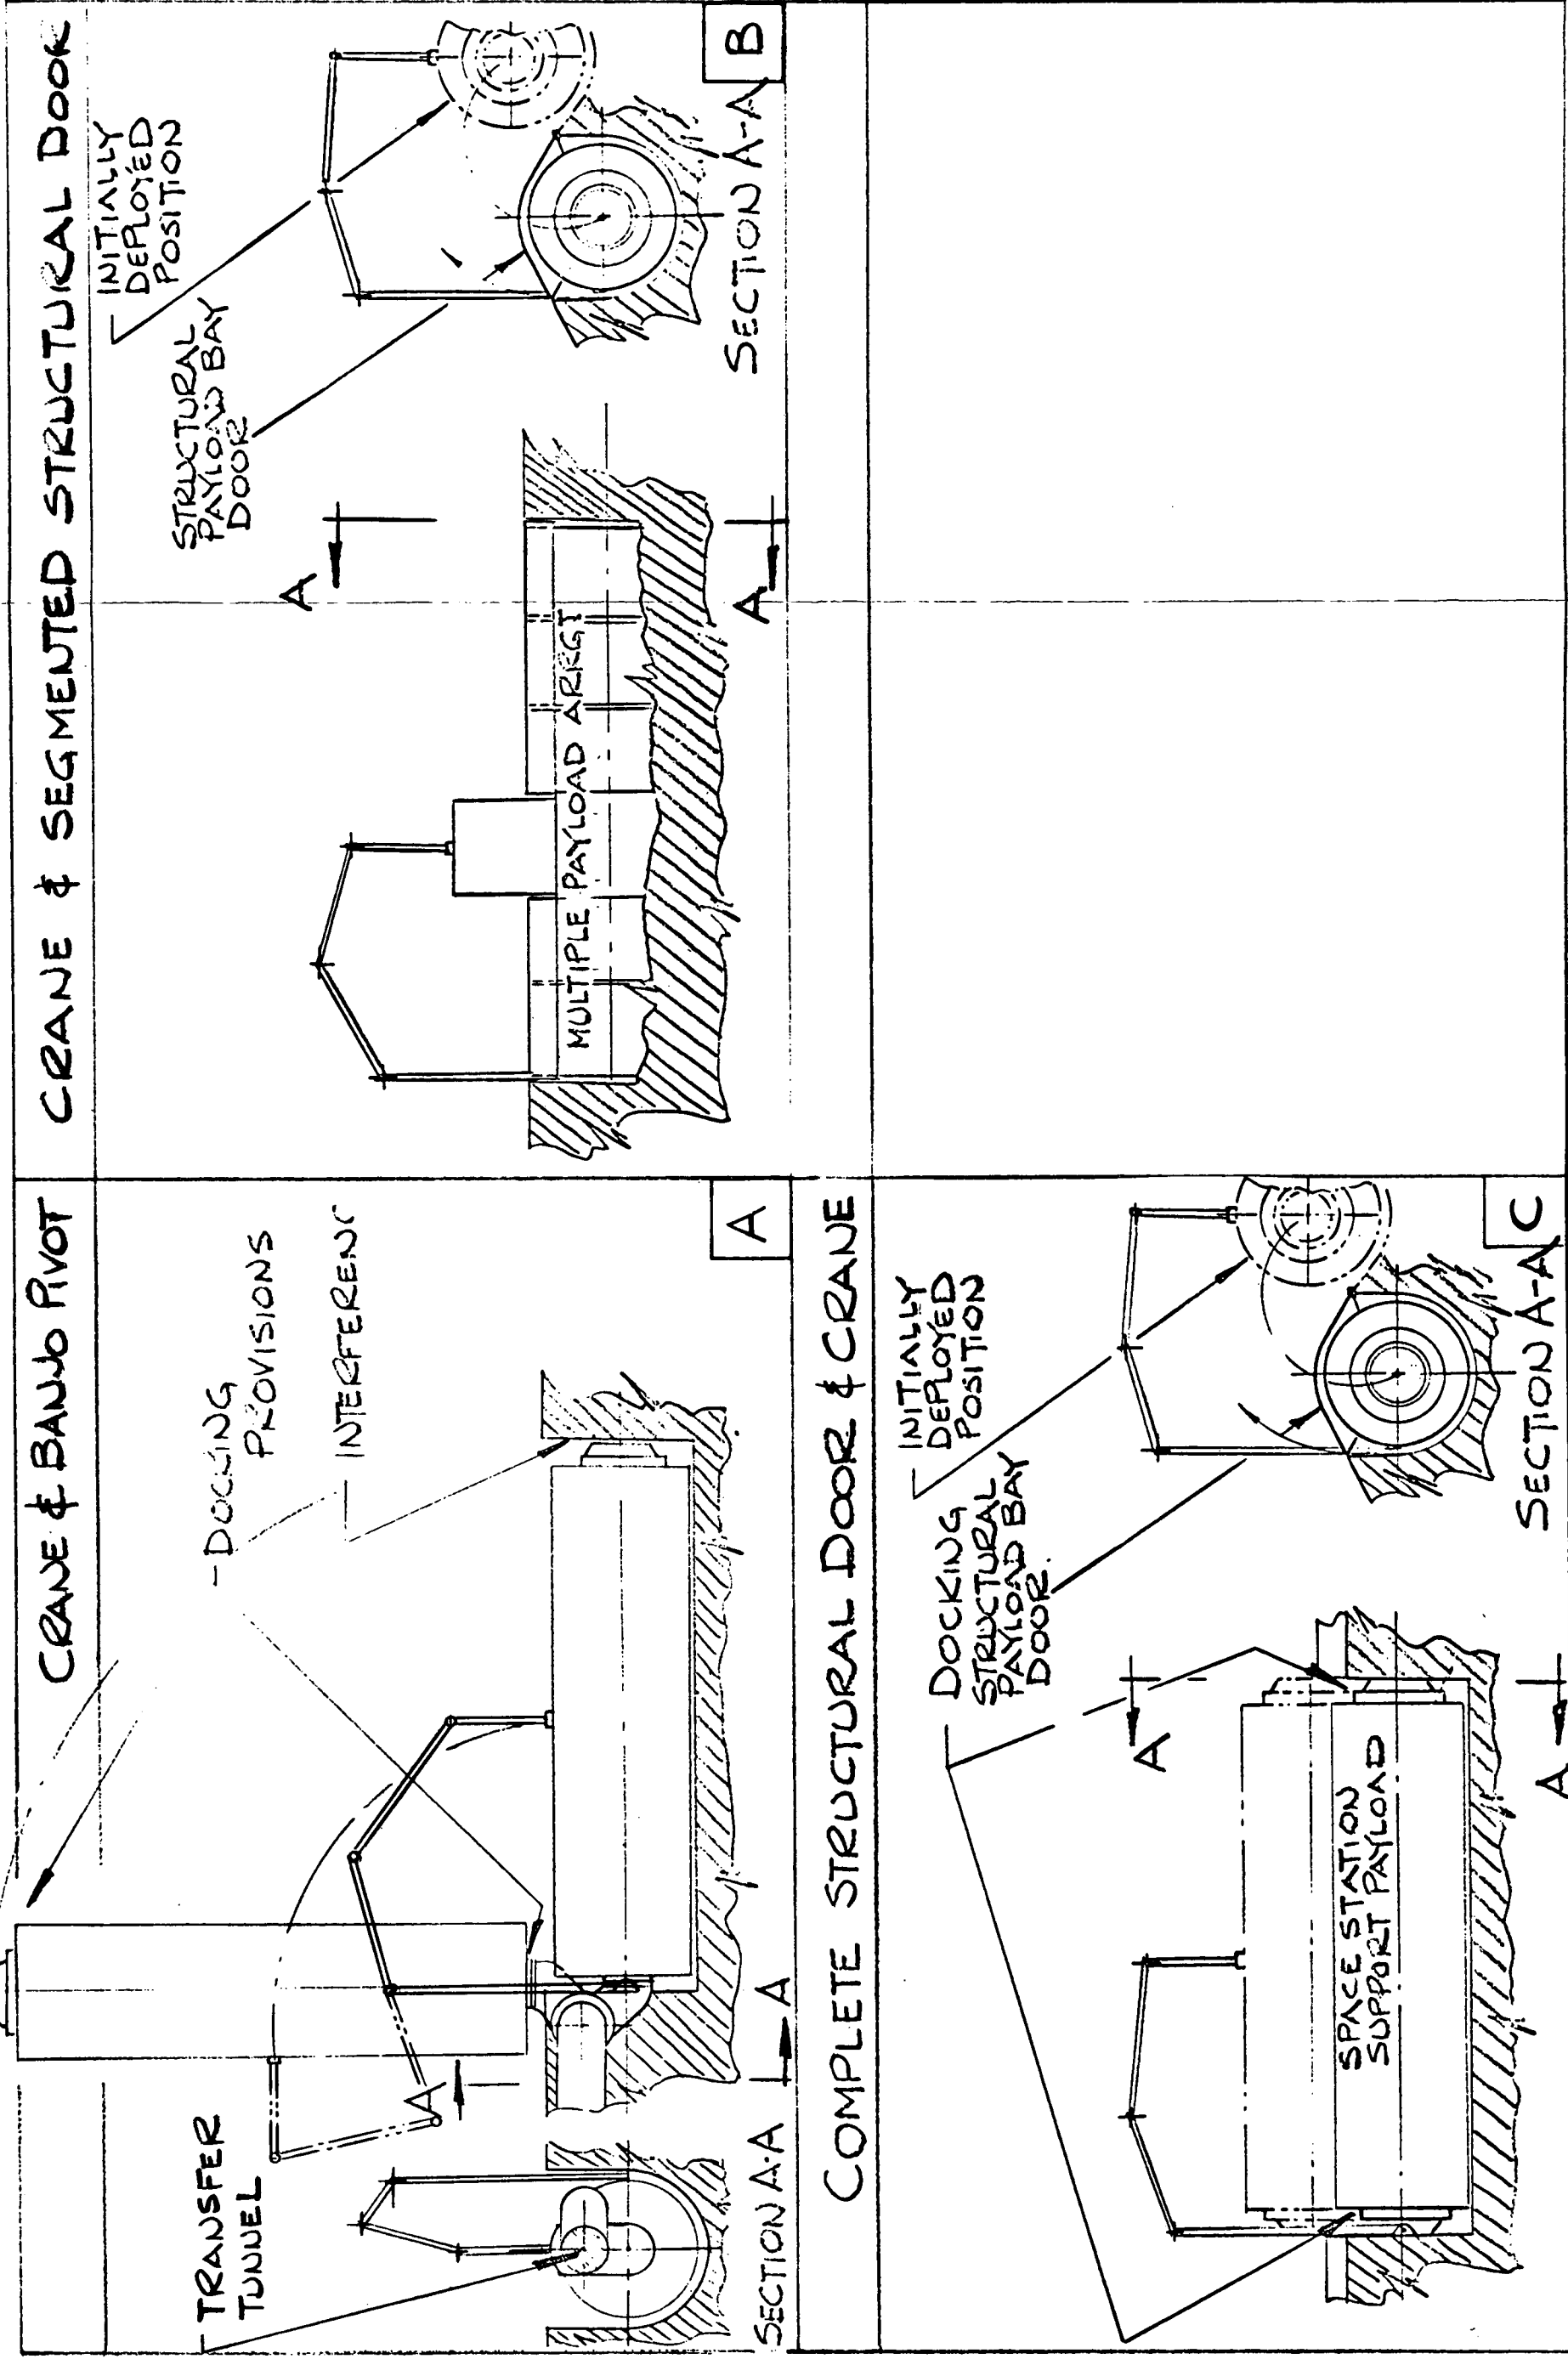 CRANE & BANJO PIVOT
-DOCKING
PROVISIONS
INTERFERENC
TRANSFER
TUNNEL
A
A
SECTION A-A
A
CRANE & SEGMENTED STRUCTURAL DOOR
INITIALLY
DEPLOYED
POSITION
STRUCTURAL
PAYLOAD BAY
DOOR
A
MULTIPLE PAYLOAD ARRGT
A
SECTION A-A
B
COMPLETE STRUCTURAL DOOR & CRANE
INITIALLY
DEPLOYED
POSITION
DOCKING
STRUCTURAL
PAYLOAD BAY
DOOR.
A
SPACE STATION
SUPPORT PAYLOAD
A
SECTION A-A
C